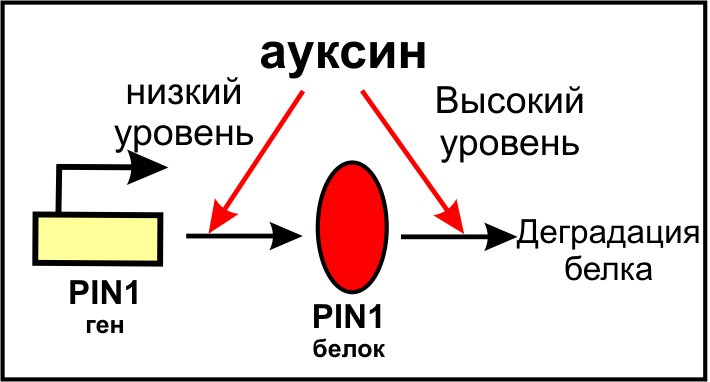 ауксин
низкий
уровень
Высокий
уровень
PIN1
ген
PIN1
белок
Деградация
белка